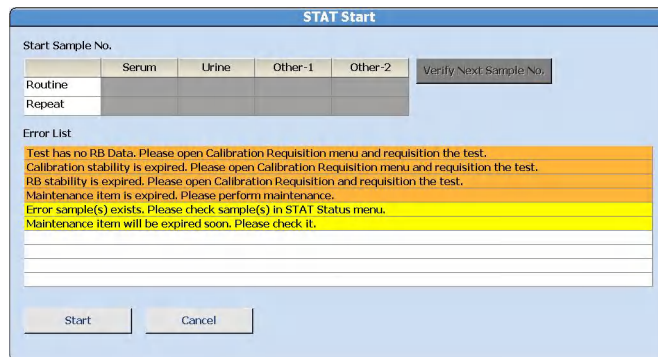 STAT Start
Start Sample No.
Serum Urine Other-1 Other-2 Verify Next Sample No.
Routine
Repeat
Error List
Test has no RB Data. Please open Calibration Requisition menu and requisition the test.
Calibration stability is expired. Please open Calibration Requisition menu and requisition the test.
RB stability is expired. Please open Calibration Requisition and requisition the test.
Maintenance item is expired. Please perform maintenance.
Error sample(s) exists. Please check sample(s) in STAT Status menu.
Maintenance item will be expired soon. Please check it.
Start Cancel